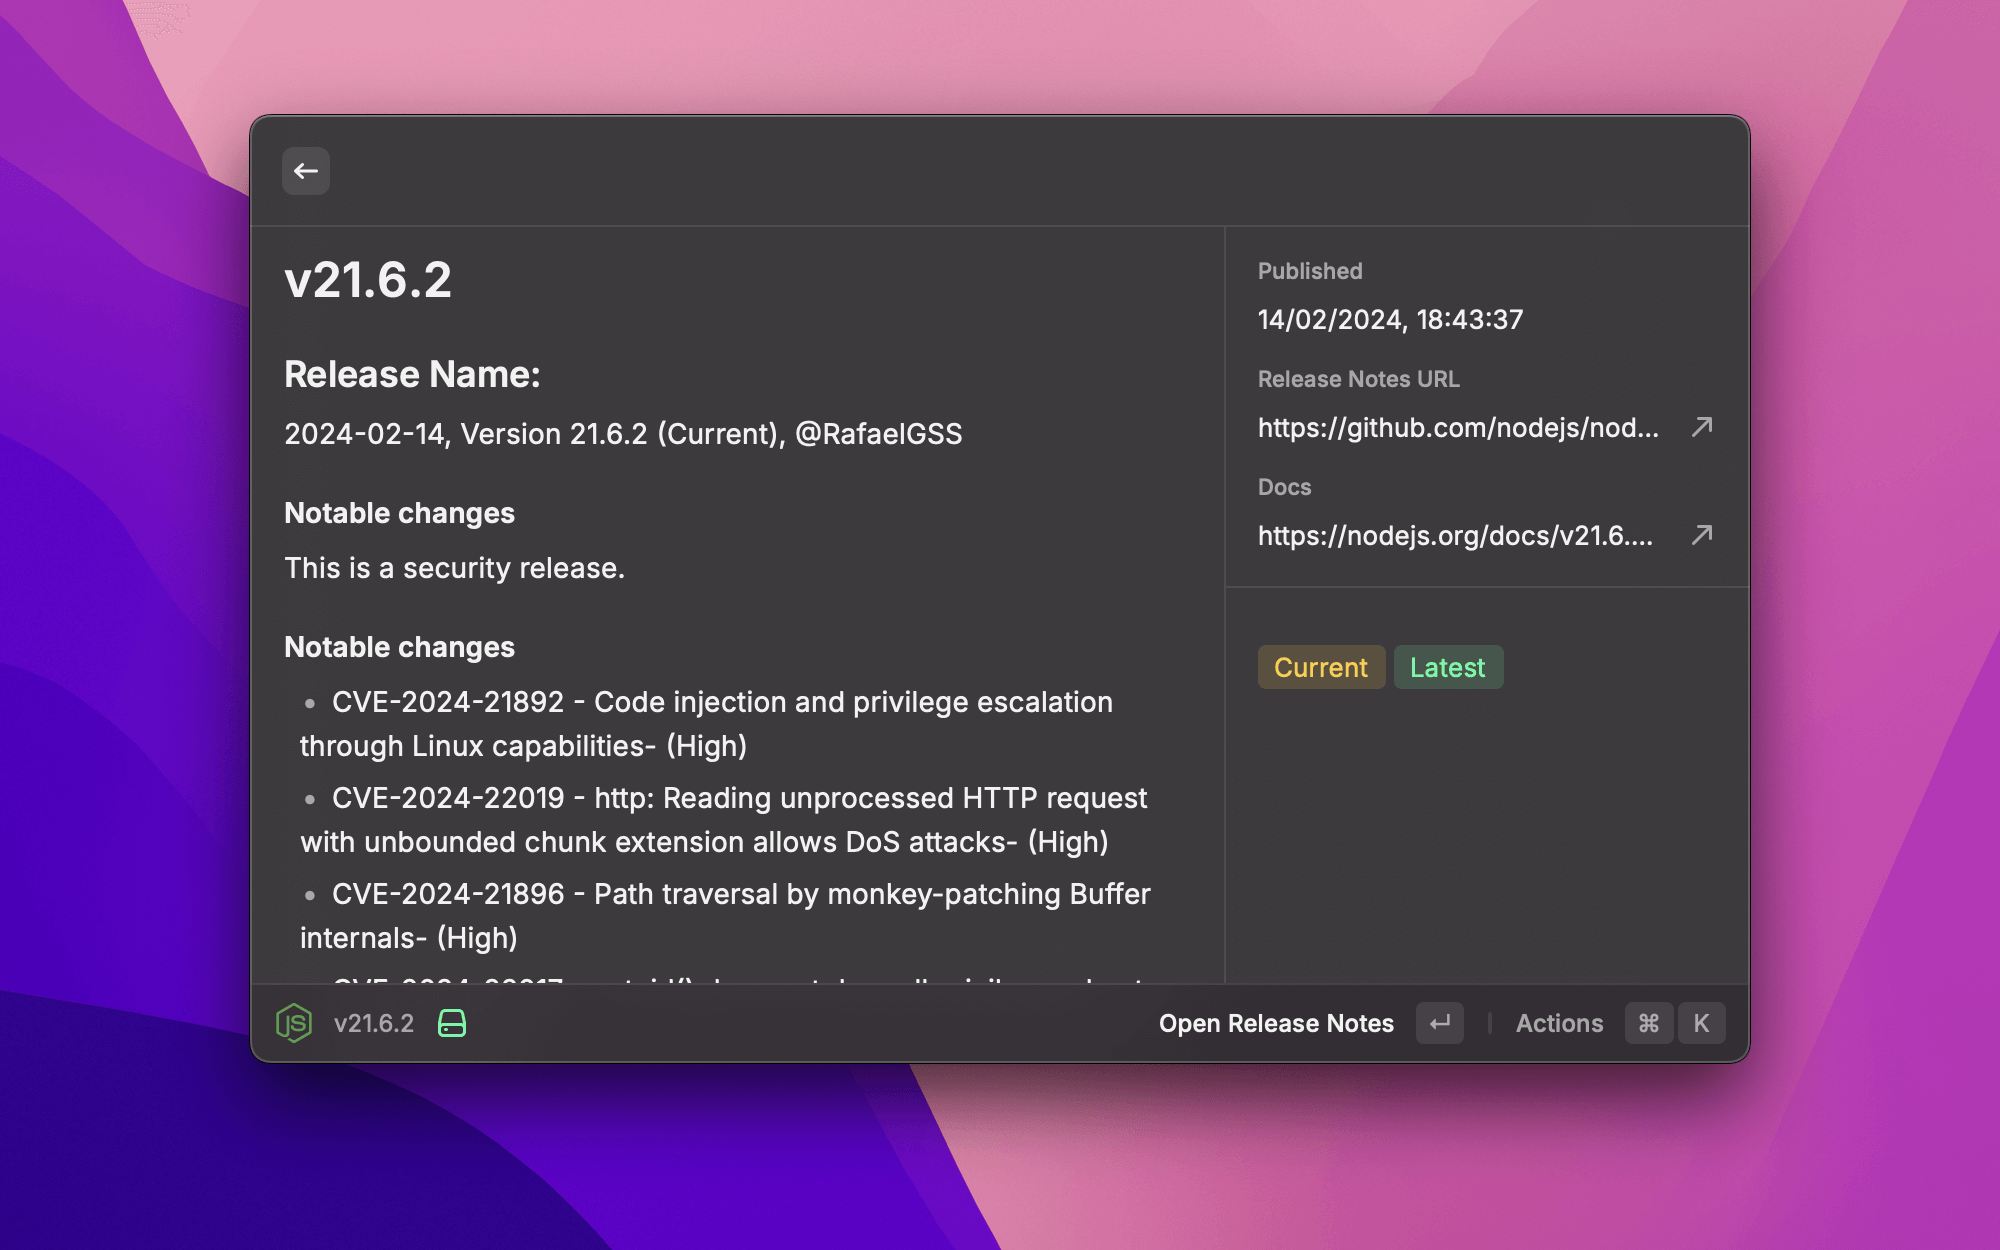 v21.6.2
Release Name:
2024-02-14, Version 21.6.2 (Current), @RafaelGSS
Notable changes
This is a security release.
Notable changes
• CVE-2024-21892 - Code injection and privilege escalation
through Linux capabilities- (High)
• CVE-2024-22019 - http: Reading unprocessed HTTP request
with unbounded chunk extension allows DoS attacks- (High)
• CVE-2024-21896 - Path traversal by monkey-patching Buffer
internals- (High)
Published
14/02/2024, 18:43:37
Release Notes URL
https://github.com/nodejs/nod...
Docs
https://nodejs.org/docs/v21.6....
Current Latest
JS v21.6.2
Open Release Notes ↵ | Actions ⌘ K